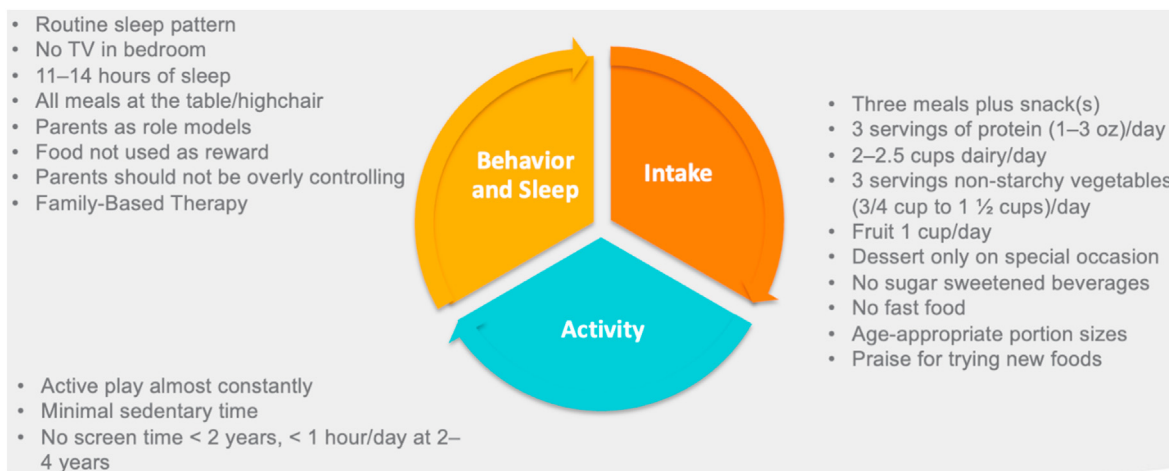 • Routine sleep pattern
• No TV in bedroom
• 11–14 hours of sleep
• All meals at the table/highchair
• Parents as role models
• Food not used as reward
• Parents should not be overly controlling
• Family-Based Therapy
Behavior
and Sleep
Intake
• Three meals plus snack(s)
• 3 servings of protein (1–3 oz)/day
• 2–2.5 cups dairy/day
• 3 servings non-starchy vegetables
(3/4 cup to 1 ½ cups)/day
• Fruit 1 cup/day
• Dessert only on special occasion
• No sugar sweetened beverages
• No fast food
• Age-appropriate portion sizes
• Praise for trying new foods
Activity
• Active play almost constantly
• Minimal sedentary time
• No screen time < 2 years, < 1 hour/day at 2–
4 years